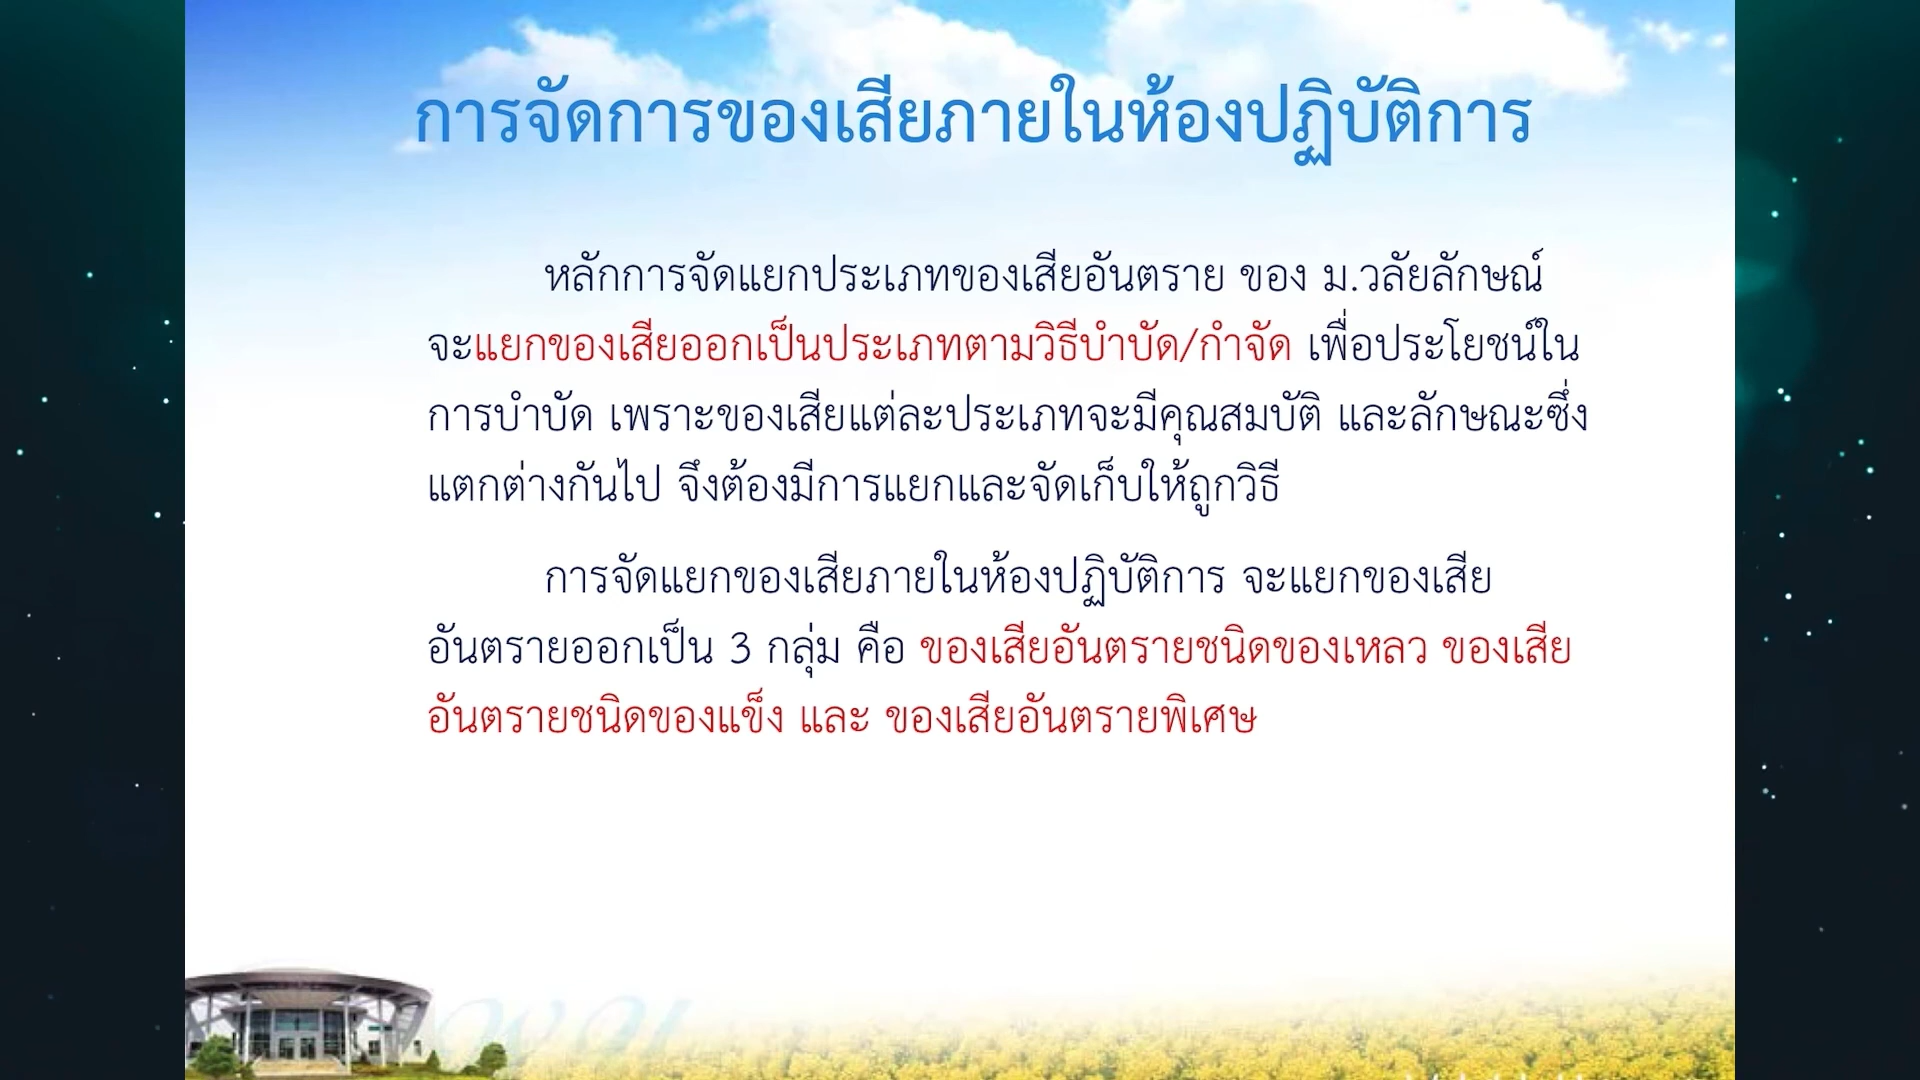 การจัดการของเสียภายในห้องปฏิบัติการ
หลักการจัดแยกประเภทของเสียอันตราย ของ ม.วลัยลักษณ์
จะแยกของเสียออกเป็นประเภทตามวิธีบำบัด/กำจัด เพื่อประโยชน์ใน
การบำบัด เพราะของเสียแต่ละประเภทจะมีคุณสมบัติ และลักษณะซึ่ง
แตกต่างกันไป จึงต้องมีการแยกและจัดเก็บให้ถูกวิธี
การจัดแยกของเสียภายในห้องปฏิบัติการ จะแยกของเสีย
อันตรายออกเป็น 3 กลุ่ม คือ ของเสียอันตรายชนิดของเหลว ของเสีย
อันตรายชนิดของแข็ง และ ของเสียอันตรายพิเศษ